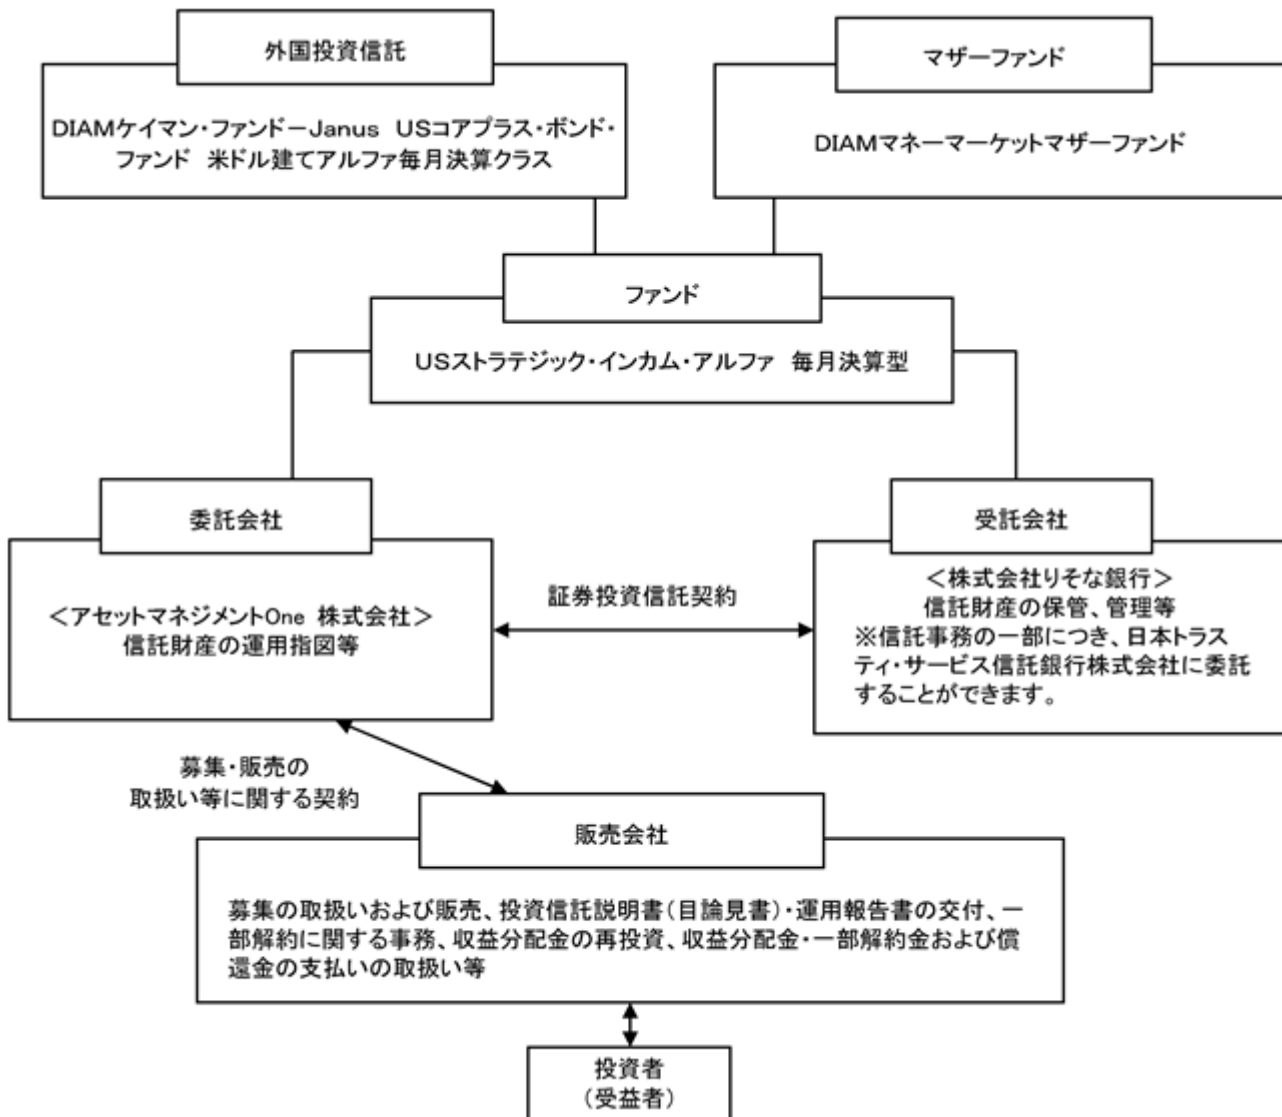 外国投資信託
DIAMケイマン・ファンド－Janus　USコアプラス・ボンド・
ファンド　米ドル建てアルファ毎月決算クラス
マザーファンド
DIAMマネーマーケットマザーファンド
ファンド
USストラテジック・インカム・アルファ　毎月決算型
委託会社
＜アセットマネジメントOne 株式会社＞
信託財産の運用指図等
証券投資信託契約
受託会社
＜株式会社りそな銀行＞
信託財産の保管、管理等
※信託事務の一部につき、日本トラス
ティ・サービス信託銀行株式会社に委託
することができます。
募集・販売の
取扱い等に関する契約
販売会社
募集の取扱いおよび販売、投資信託説明書（目論見書）・運用報告書の交付、一
部解約に関する事務、収益分配金の再投資、収益分配金・一部解約金および償
還金の支払いの取扱い等
投資者
（受益者）